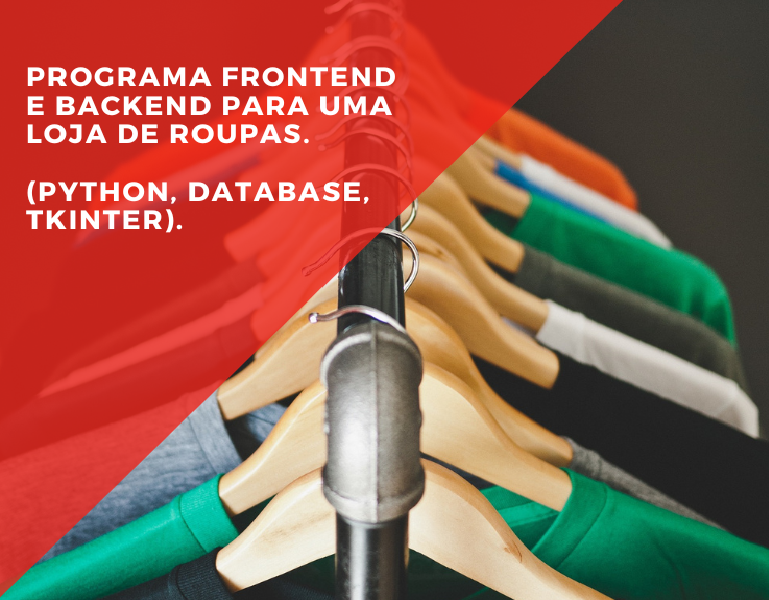 PROGRAMA FRONTEND
E BACKEND PARA UMA
LOJA DE ROUPAS.
(PYTHON, DATABASE,
TKINTER).